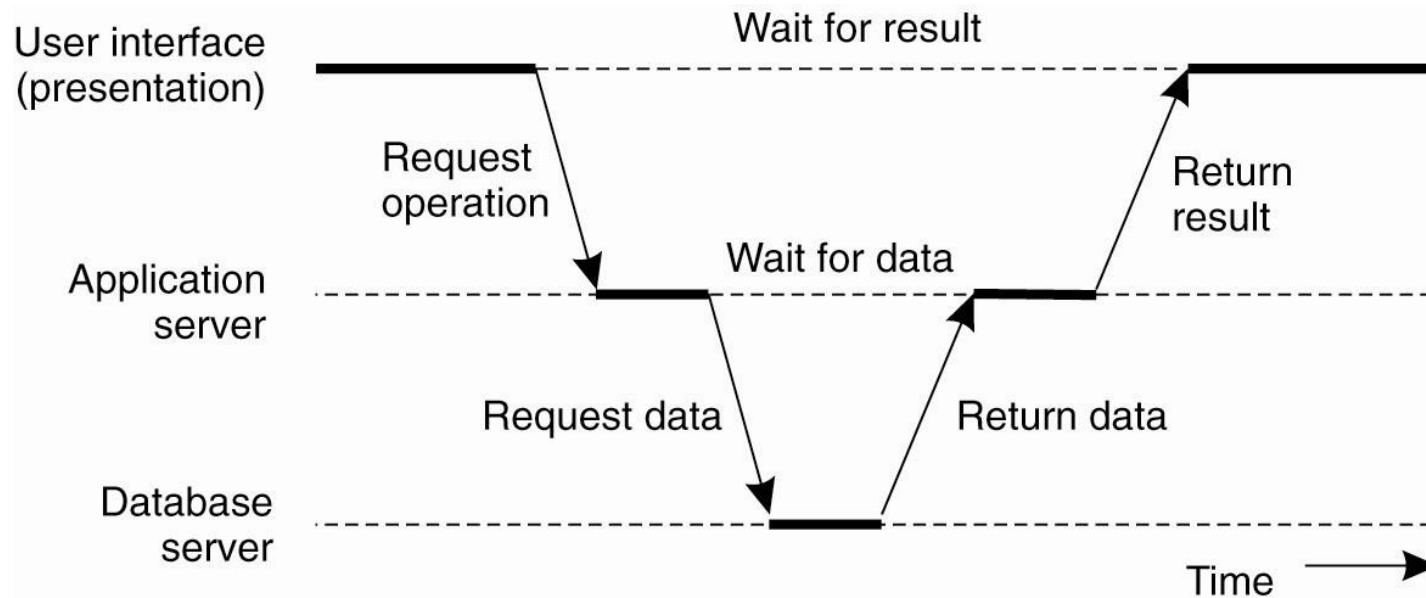 User interface
(presentation)
Wait for result
Request
operation
Return
result
Application
server
Wait for data
Request data
Return data
Database
server
Time